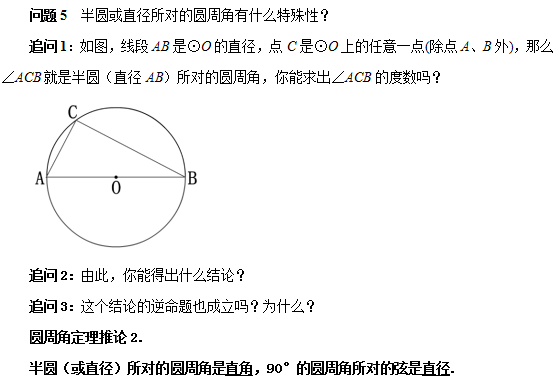 问题5 半圆或直径所对的圆周角有什么特殊性？
追问1：如图，线段AB是⊙O的直径，点C是⊙O上的任意一点(除点A、B外)，那么
∠ACB就是半圆（直径AB）所对的圆周角，你能求出∠ACB的度数吗？
C
A
O
B
追问2：由此，你能得出什么结论？
追问3：这个结论的逆命题也成立吗？为什么？
圆周角定理推论2．
半圆（或直径）所对的圆周角是直角，90°的圆周角所对的弦是直径．